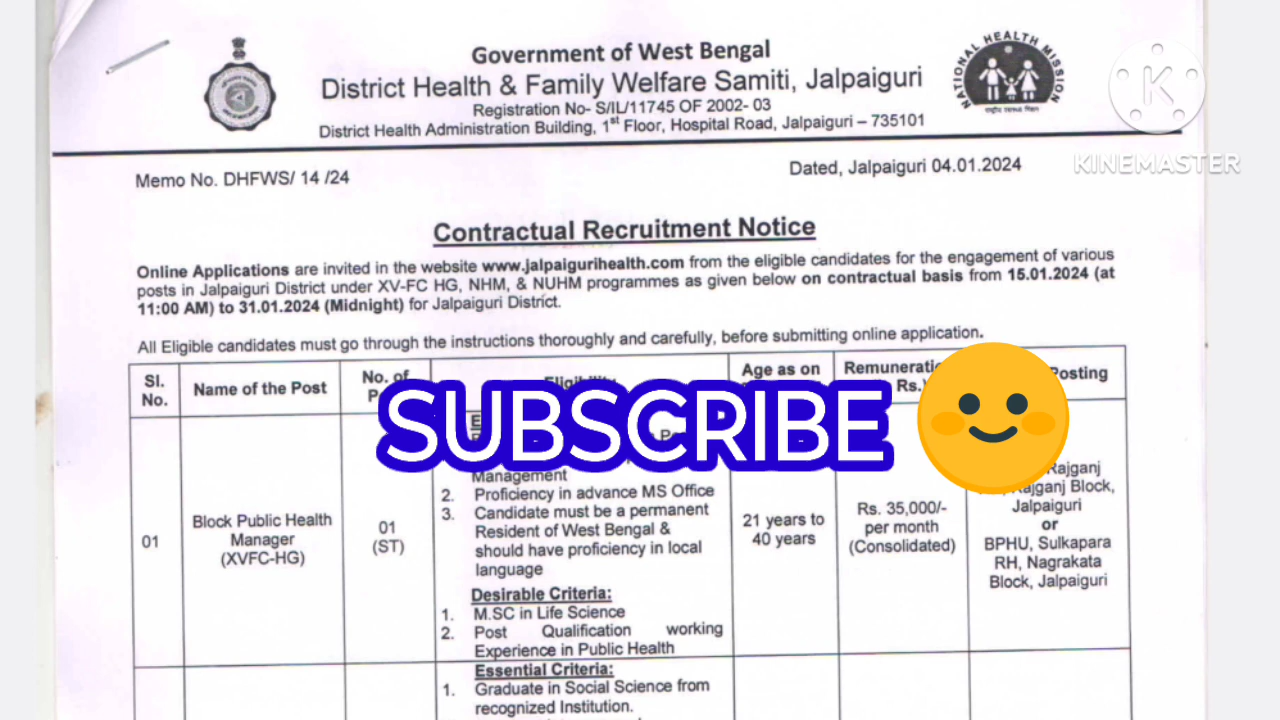 Government of West Bengal
District Health & Family Welfare Samiti, Jalpaiguri
Registration No- S/IL/11745 OF 2002- 03
District Health Administration Building, 1st Floor, Hospital Road, Jalpaiguri – 735101
NATIONAL HEALTH MISSION
K
KINEMASTER
Memo No. DHFWS/ 14 /24
Dated, Jalpaiguri 04.01.2024
Contractual Recruitment Notice
Online Applications are invited in the website www.jalpaigurihealth.com from the eligible candidates for the engagement of various
posts in Jalpaiguri District under XV-FC HG, NHM, & NUHM programmes as given below on contractual basis from 15.01.2024 (at
11:00 AM) to 31.01.2024 (Midnight) for Jalpaiguri District.
All Eligible candidates must go through the instructions thoroughly and carefully, before submitting online application.
Sl.
No.
Name of the Post
No. of
Age as on
Rs.
Posting
SUBSCRIBE
01
Block Public Health
Manager
(XVFC-HG)
01
(ST)
Management
2. Proficiency in advance MS Office
3. Candidate must be a permanent
Resident of West Bengal &
should have proficiency in local
language
Desirable Criteria:
1. M.SC in Life Science
2. Post Qualification working
Experience in Public Health
21 years to
40 years
Rs. 35,000/-
per month
(Consolidated)
Rajganj
Rajganj Block,
Jalpaiguri
or
BPHU, Sulkapara
RH, Nagrakata
Block, Jalpaiguri
Essential Criteria:
1. Graduate in Social Science from
recognized Institution.